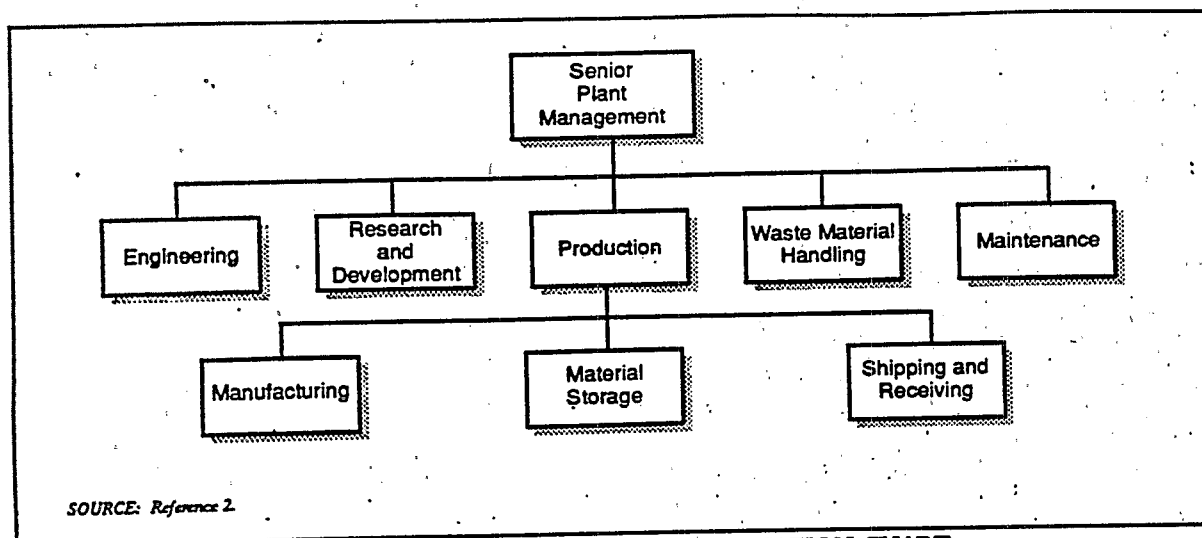 Senior
Plant
Management
Engineering
Research
and
Development
Production
Waste Material
Handling
Maintenance
Manufacturing
Material
Storage
Shipping and
Receiving
SOURCE: Reference 2.